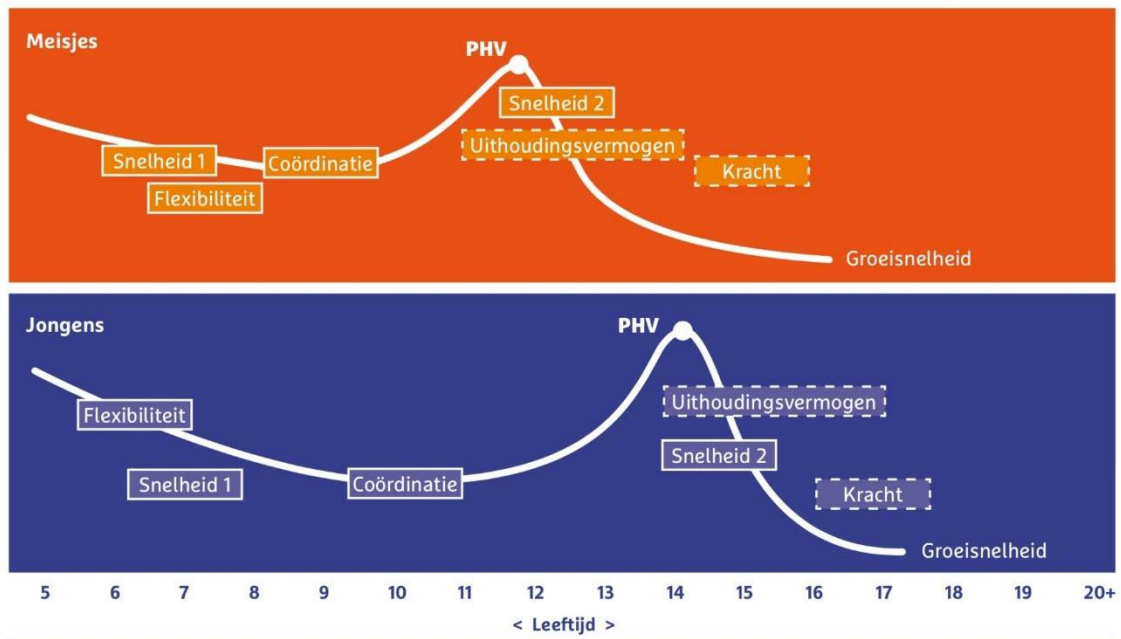 Meisjes
PHV
Snelheid 2
Uithoudingsvermogen
Snelheid 1
Coördinatie
Kracht
Flexibiliteit
Groeisnelheid
Jongens
PHV
Uithoudingsvermogen
Flexibiliteit
Snelheid 2
Snelheid 1
Coördinatie
Kracht
Groeisnelheid
5 6 7 8 9 10 11 12 13 14 15 16 17 18 19 20+
< Leeftijd >